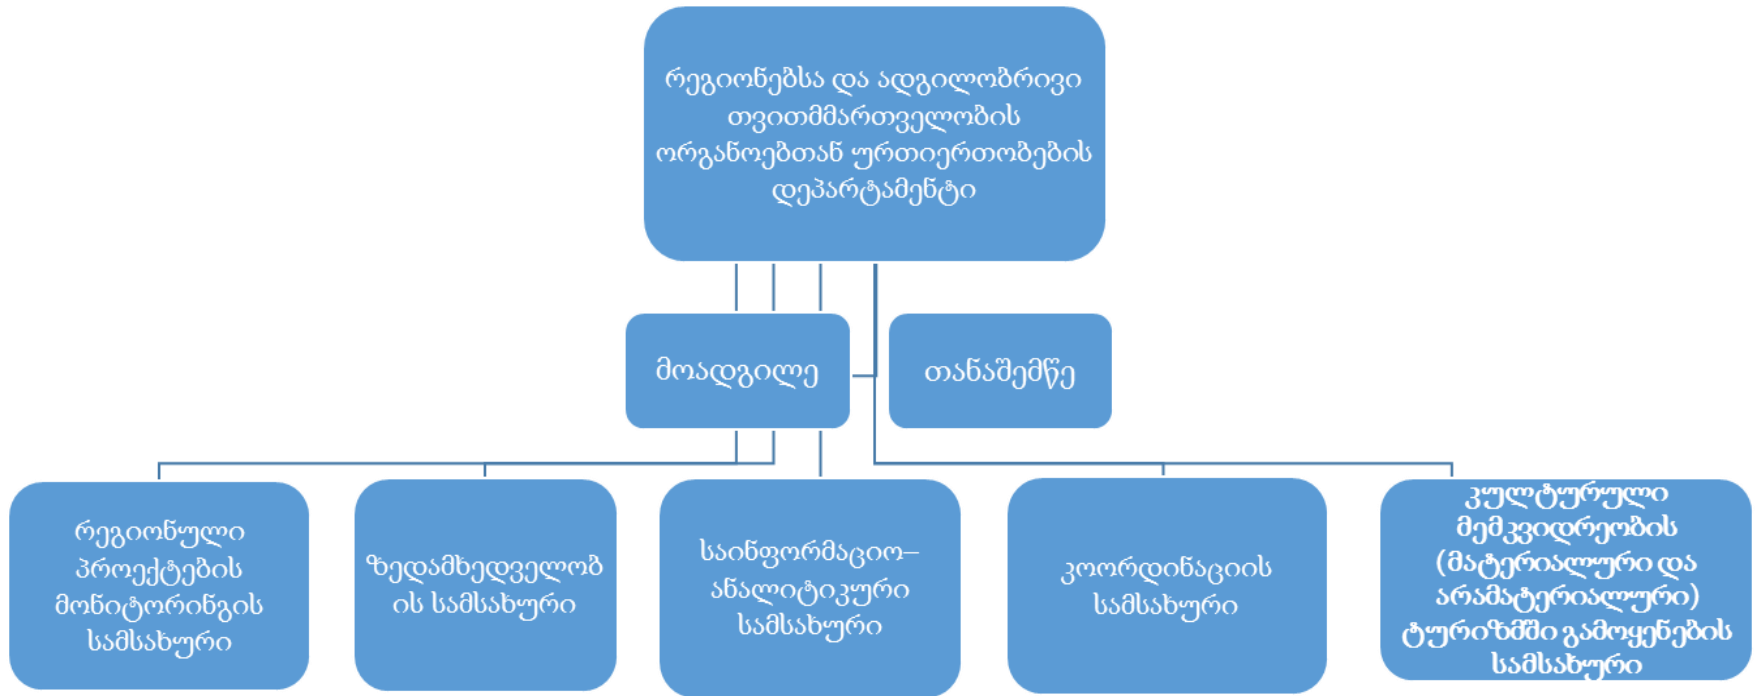 რეგიონებსა და ადგილობრივი
თვითმმართველობის
ორგანოებთან ურთიერთობების
დეპარტამენტი
მოადგილე
თანაშემწე
რეგიონული
პროექტების
მონიტორინგის
სამსახური
ზედამხედველობ
ის სამსახური
საინფორმაციო–
ანალიტიკური
სამსახური
კოორდინაციის
სამსახური
კულტურული
მემკვიდრეობის
(მატერიალური და
არამატერიალური)
ტურიზმში გამოყენების
სამსახური